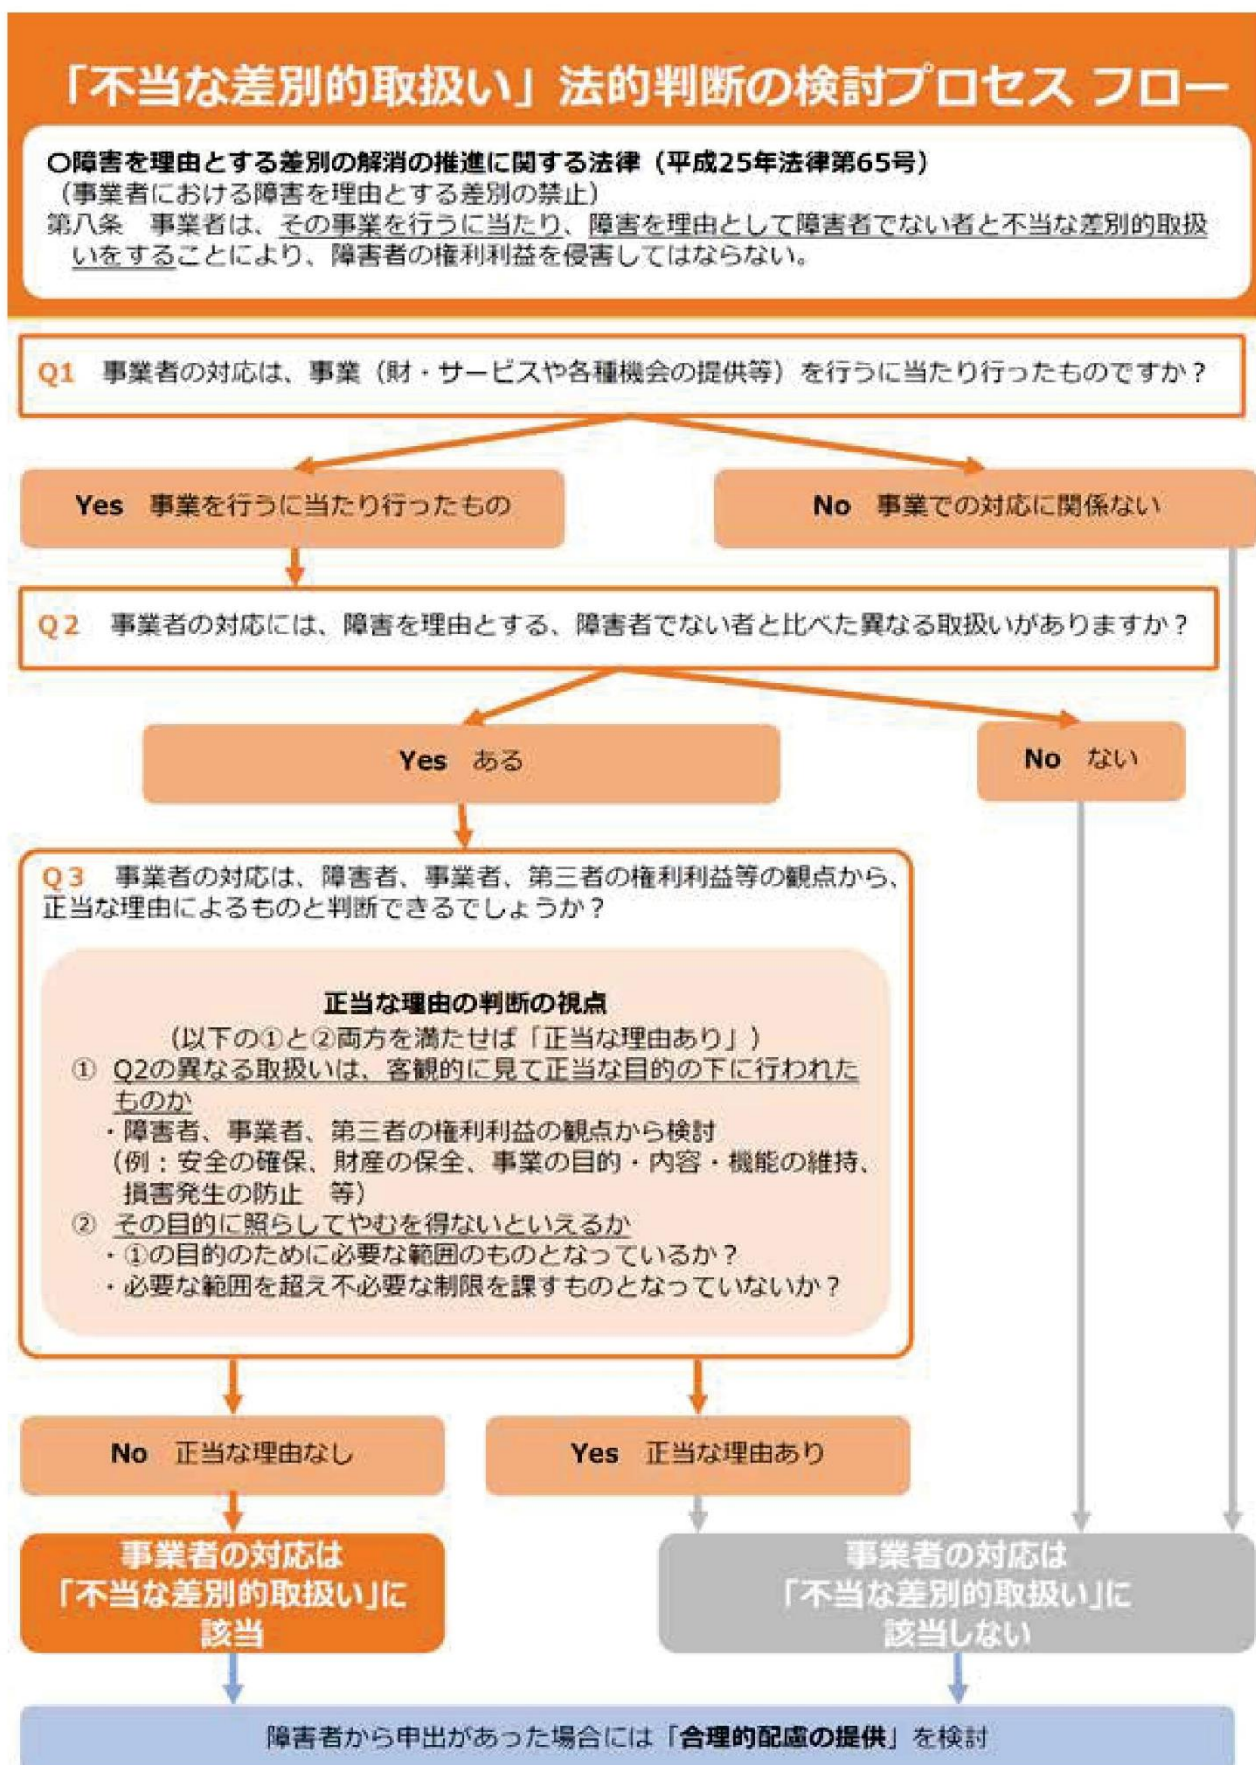 「不当な差別的取扱い」法的判断の検討プロセス フロー
〇障害を理由とする差別の解消の推進に関する法律（平成25年法律第65号）
（事業者における障害を理由とする差別の禁止）
第八条　事業者は、その事業を行うに当たり、障害を理由として障害者でない者と不当な差別的取扱
いをすることにより、障害者の権利利益を侵害してはならない。
Q1　事業者の対応は、事業（財・サービスや各種機会の提供等）を行うに当たり行ったものですか？
Yes　事業を行うに当たり行ったもの
No　事業での対応に関係ない
Q２　事業者の対応には、障害を理由とする、障害者でない者と比べた異なる取扱いがありますか？
Yes　ある
No　ない
Q３　事業者の対応は、障害者、事業者、第三者の権利利益等の観点から、
正当な理由によるものと判断できるでしょうか？
正当な理由の判断の視点
（以下の①と②両方を満たせば「正当な理由あり」）
①　Q2の異なる取扱いは、客観的に見て正当な目的の下に行われた
ものか
・障害者、事業者、第三者の権利利益の観点から検討
（例：安全の確保、財産の保全、事業の目的・内容・機能の維持、
損害発生の防止　等）
②　その目的に照らしてやむを得ないといえるか
・①の目的のために必要な範囲のものとなっているか？
・必要な範囲を超え不必要な制限を課すものとなっていないか？
No　正当な理由なし
Yes　正当な理由あり
事業者の対応は
「不当な差別的取扱い」に
該当
事業者の対応は
「不当な差別的取扱い」に
該当しない
障害者から申出があった場合には「合理的配慮の提供」を検討